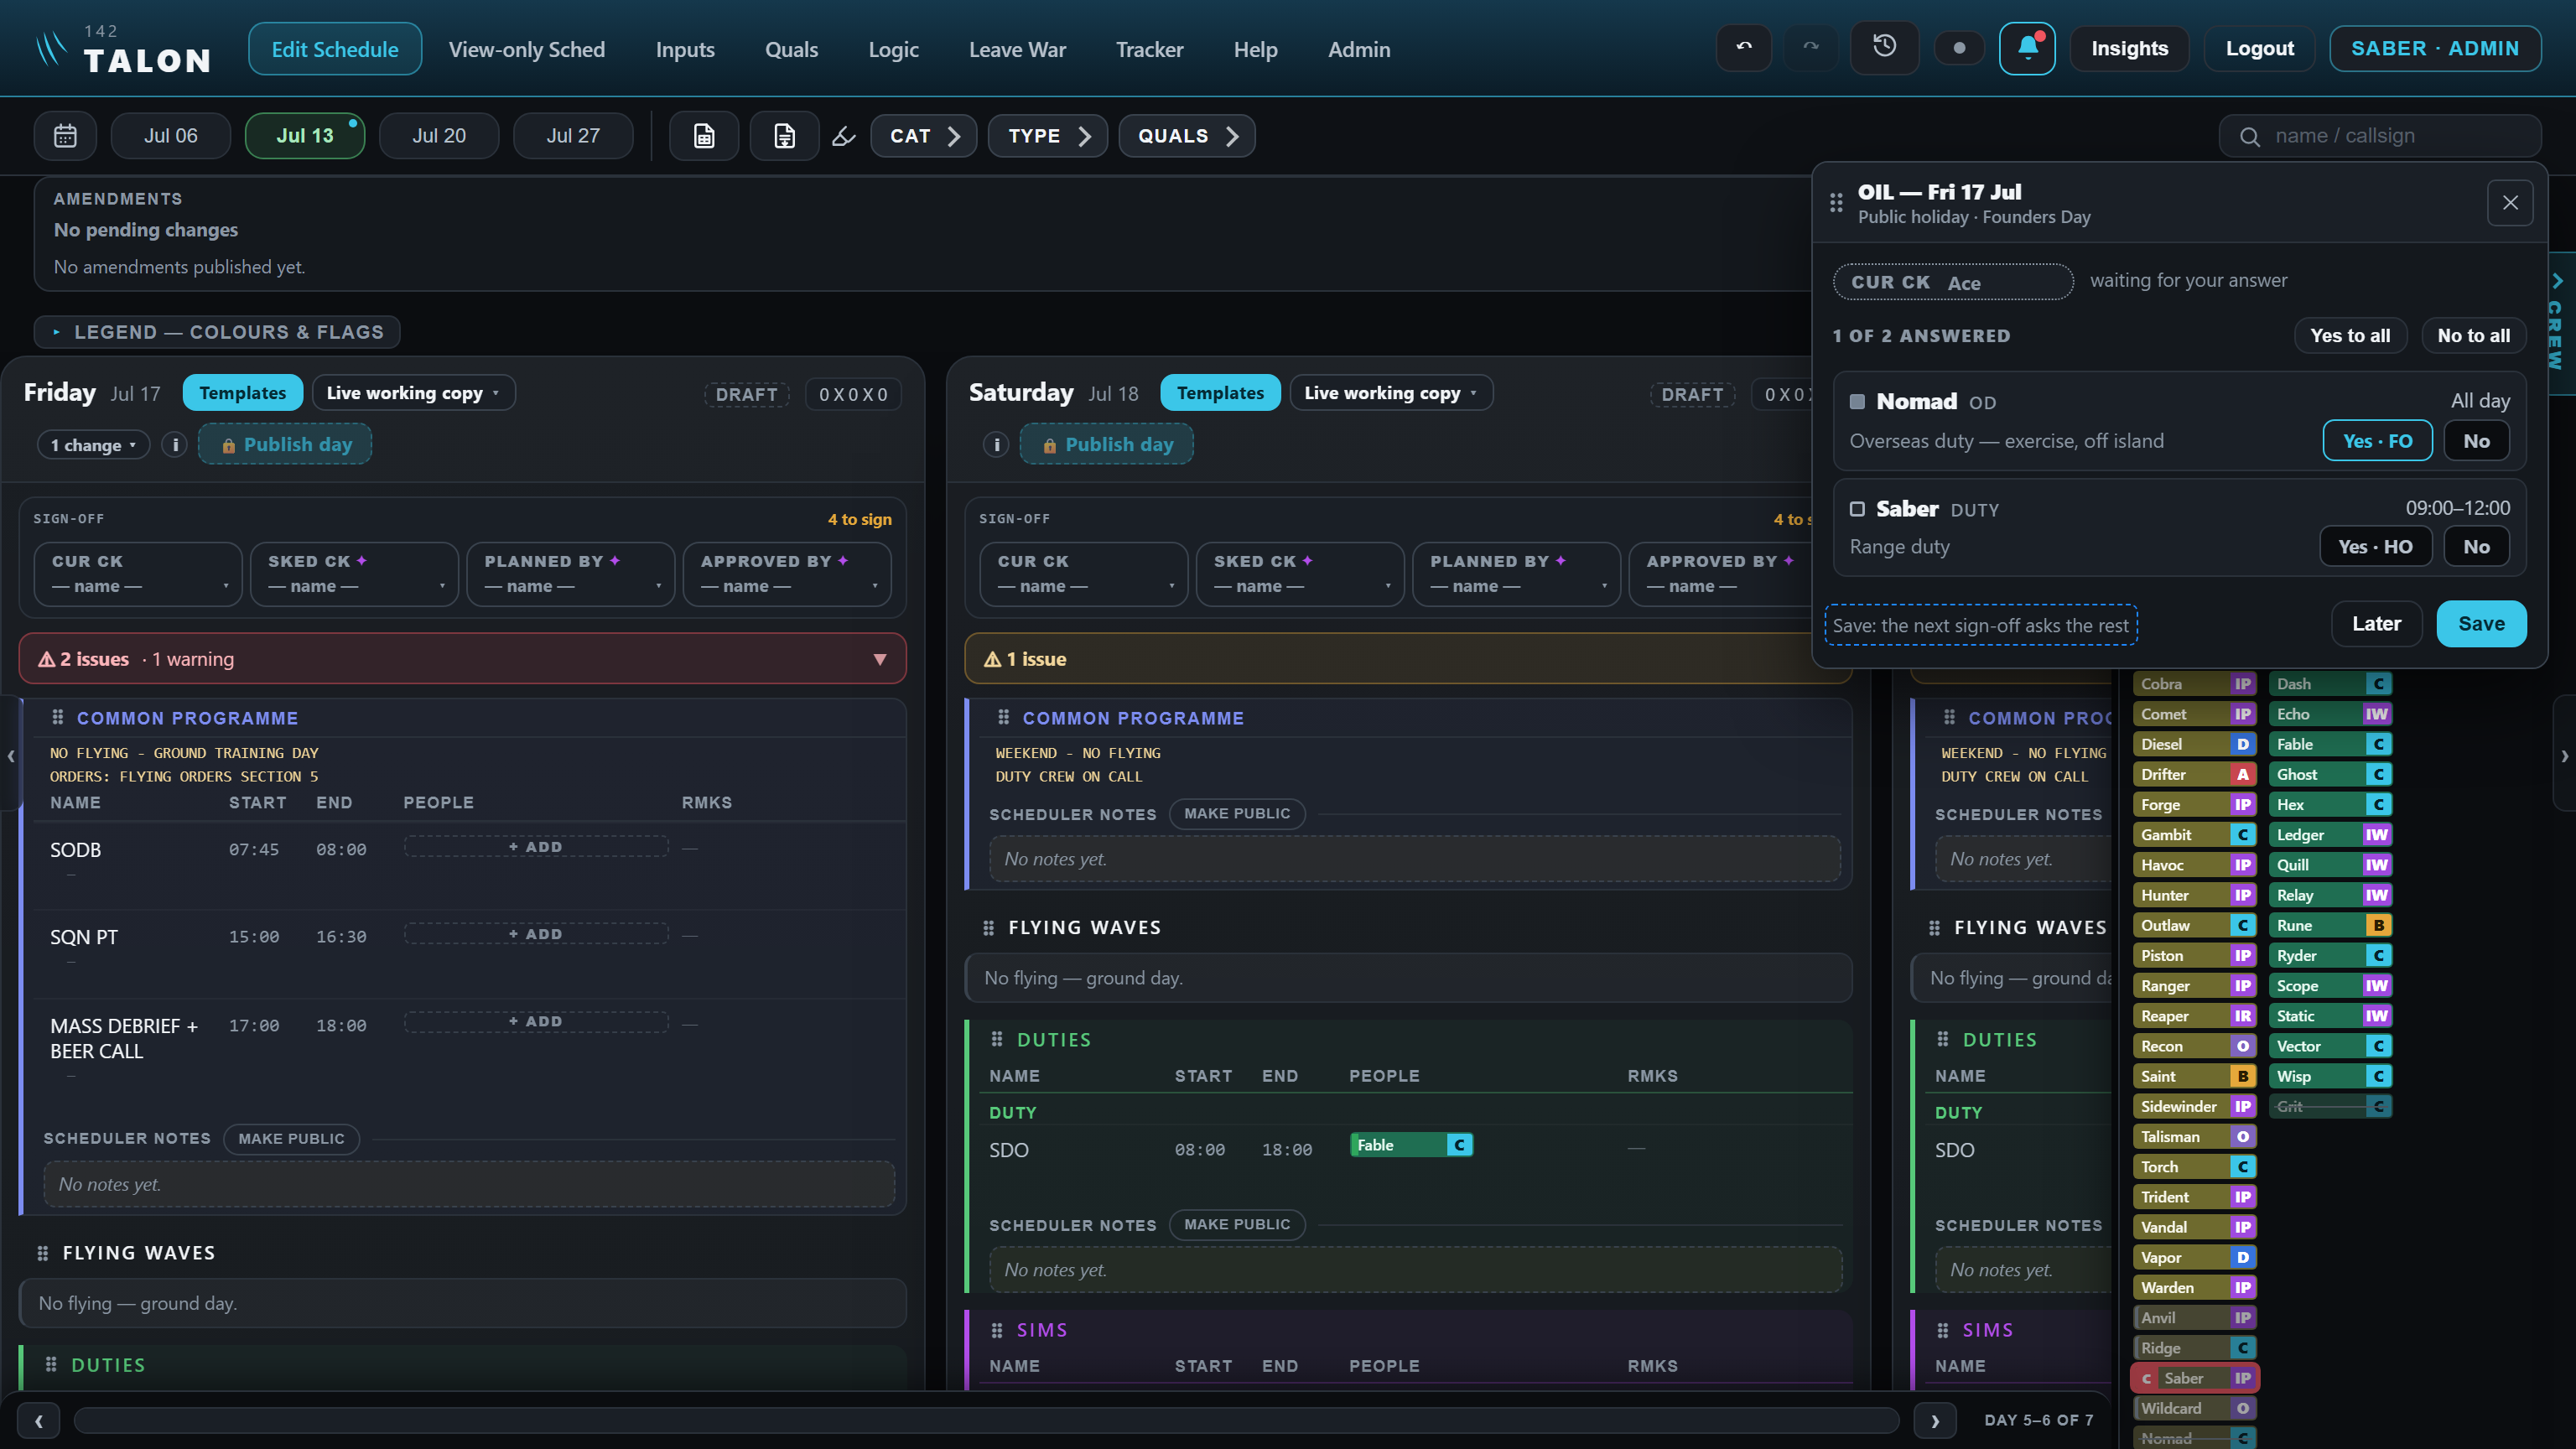 142
TALON
Edit Schedule
View-only Sched
Inputs
Quals
Logic
Leave War
Tracker
Help
Admin
Insights
Logout
SABER · ADMIN
Jul 06
Jul 13
Jul 20
Jul 27
CAT
TYPE
QUALS
name / callsign
AMENDMENTS
No pending changes
No amendments published yet.
LEGEND — COLOURS & FLAGS
OIL — Fri 17 Jul
Public holiday · Founders Day
CUR CK Ace
waiting for your answer
1 OF 2 ANSWERED
Yes to all
No to all
Nomad OD
All day
Overseas duty — exercise, off island
Yes · FO
No
Saber DUTY
09:00–12:00
Range duty
Yes · HO
No
Save: the next sign-off asks the rest
Later
Save
CREW
Friday Jul 17
Templates
Live working copy
DRAFT
0 X 0 X 0
1 change
i
Publish day
SIGN-OFF
4 to sign
CUR CK
— name —
SKED CK
— name —
PLANNED BY
— name —
APPROVED BY
— name —
2 issues · 1 warning
COMMON PROGRAMME
NO FLYING - GROUND TRAINING DAY
ORDERS: FLYING ORDERS SECTION 5
NAME START END PEOPLE RMKS
SODB 07:45 08:00 + ADD —
—
SQN PT 15:00 16:30 + ADD —
—
MASS DEBRIEF + BEER CALL 17:00 18:00 + ADD —
—
SCHEDULER NOTES MAKE PUBLIC
No notes yet.
FLYING WAVES
No flying — ground day.
DUTIES
Saturday Jul 18
Templates
Live working copy
DRAFT
0 X 0 X
i
Publish day
SIGN-OFF
4 to s
CUR CK
— name —
SKED CK
— name —
PLANNED BY
— name —
APPROVED BY
— name —
1 issue
COMMON PROGRAMME
WEEKEND - NO FLYING
DUTY CREW ON CALL
SCHEDULER NOTES MAKE PUBLIC
No notes yet.
FLYING WAVES
No flying — ground day.
DUTIES
NAME START END PEOPLE RMKS
DUTY
SDO 08:00 18:00 Fable C —
SCHEDULER NOTES MAKE PUBLIC
No notes yet.
SIMS
NAME START END PEOPLE RMKS
COMMON PROG
WEEKEND - NO FLYING
DUTY CREW ON CALL
SCHEDULER NOTES
No notes yet.
FLYING WAVES
No flying — ground da
DUTIES
NAME
DUTY
SDO
SCHEDULER NOTES
No notes yet.
SIMS
NAME
Cobra IP
Comet IP
Diesel D
Drifter A
Forge IP
Gambit C
Havoc IP
Hunter IP
Outlaw C
Piston IP
Ranger IP
Reaper IR
Recon O
Saint B
Sidewinder IP
Talisman O
Torch C
Trident IP
Vandal IP
Vapor D
Warden IP
Anvil IP
Ridge C
C Saber IP
Wildcard O
Nomad C
Dash C
Echo IW
Fable C
Ghost C
Hex C
Ledger IW
Quill IW
Relay IW
Rune B
Ryder C
Scope IW
Static IW
Vector C
Wisp C
Grit C
DAY 5–6 OF 7